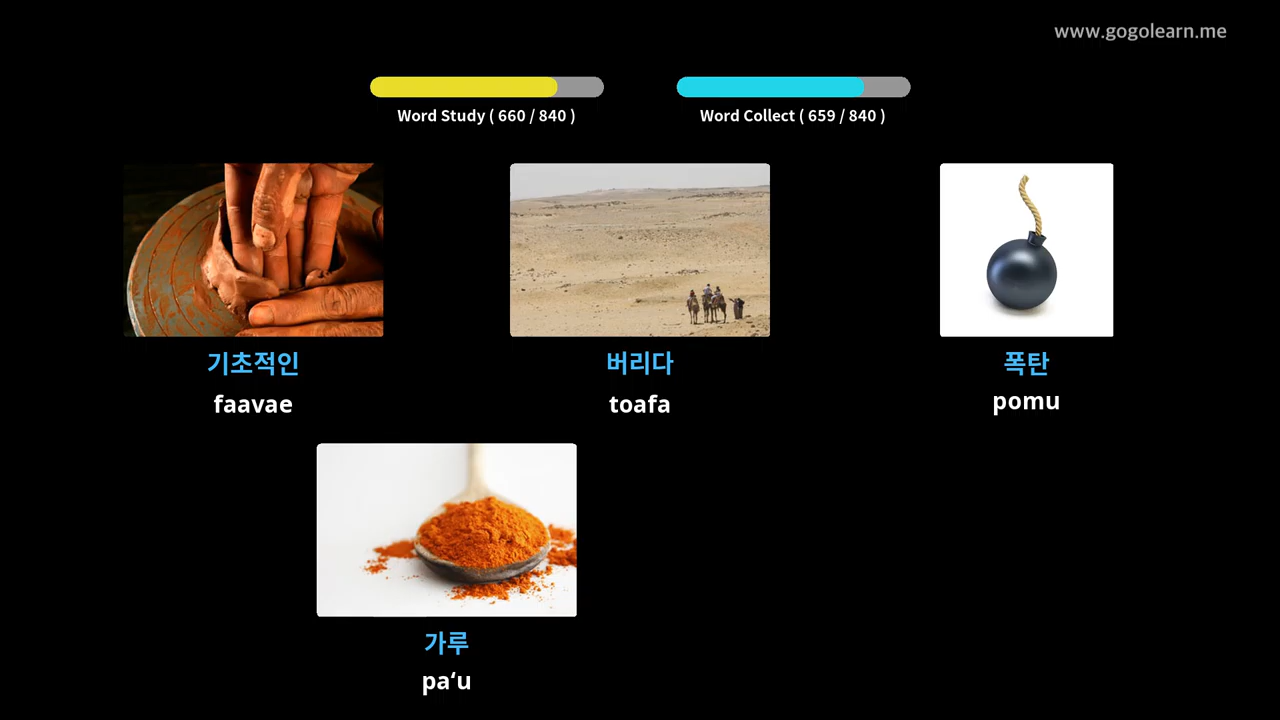 www.gogolearn.me
Word Study ( 660 / 840 )
Word Collect ( 659 / 840 )
기초적인
버리다
폭탄
faavae
toafa
pomu
가루
pa‘u